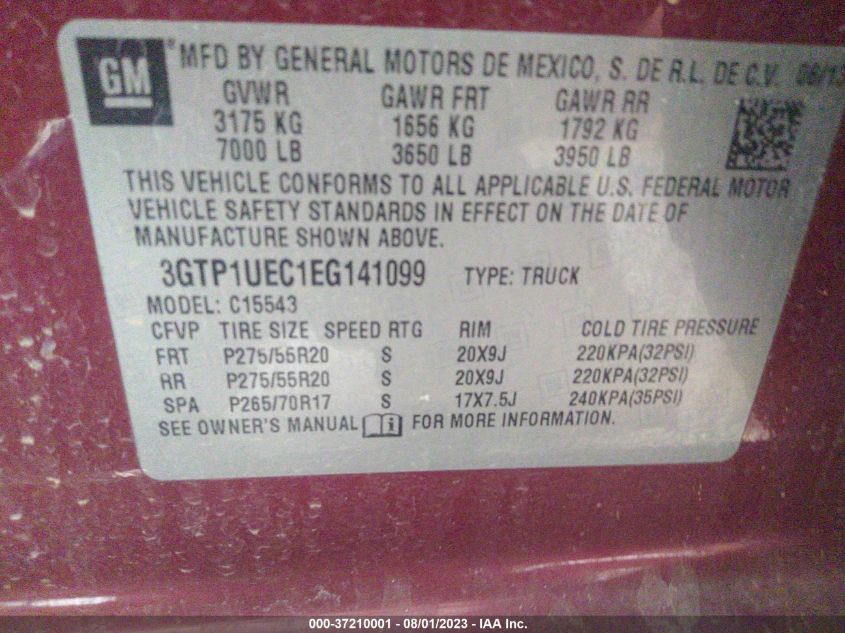 GM ® MFD BY GENERAL MOTORS DE MEXICO, S. DE R.L. DE C.V. 08/13
GVWR GAWR FRT GAWR RR
3175 KG 1656 KG 1792 KG
7000 LB 3650 LB 3950 LB
THIS VEHICLE CONFORMS TO ALL APPLICABLE U.S. FEDERAL MOTOR
VEHICLE SAFETY STANDARDS IN EFFECT ON THE DATE OF
MANUFACTURE SHOWN ABOVE.
3GTP1UEC1EG141099 TYPE: TRUCK
MODEL: C15543
CFVP TIRE SIZE SPEED RTG RIM COLD TIRE PRESSURE
FRT P275/55R20 S 20X9J 220KPA(32PSI)
RR P275/55R20 S 20X9J 220KPA(32PSI)
SPA P265/70R17 S 17X7.5J 240KPA(35PSI)
SEE OWNER'S MANUAL i FOR MORE INFORMATION.
000-37210001 - 08/01/2023 - IAA Inc.